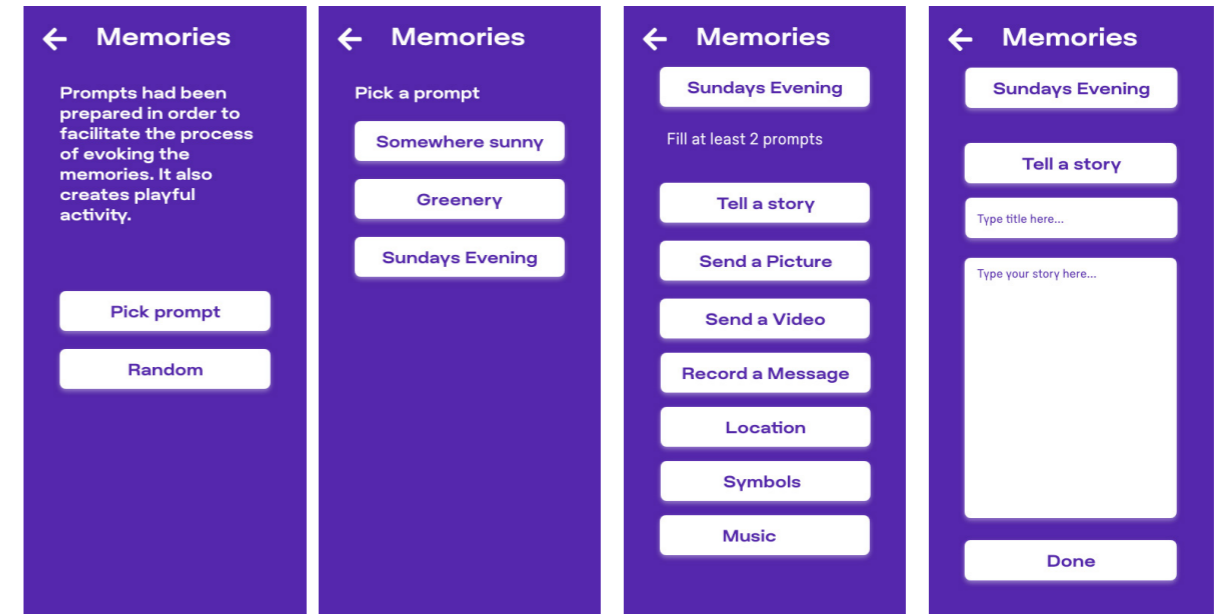 Memories
Prompts had been
prepared in order to
facilitate the process
of evoking the
memories. It also
creates playful
activity.
Pick prompt
Random
Memories
Pick a prompt
Somewhere sunny
Greenery
Sundays Evening
Memories
Sundays Evening
Fill at least 2 prompts
Tell a story
Send a Picture
Send a Video
Record a Message
Location
Symbols
Music
Memories
Sundays Evening
Tell a story
Type title here...
Type your story here...
Done